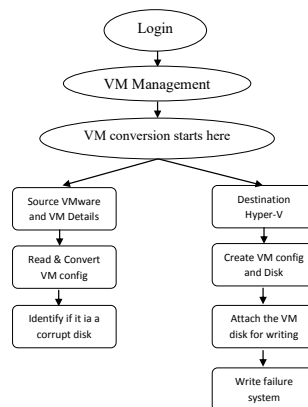 Login
VM Management
VM conversion starts here
Source VMware
and VM Details
Read & Convert
VM config
Identify if it ia a
corrupt disk
Destination
Hyper-V
Create VM config
and Disk
Attach the VM
disk for writing
Write failure
system